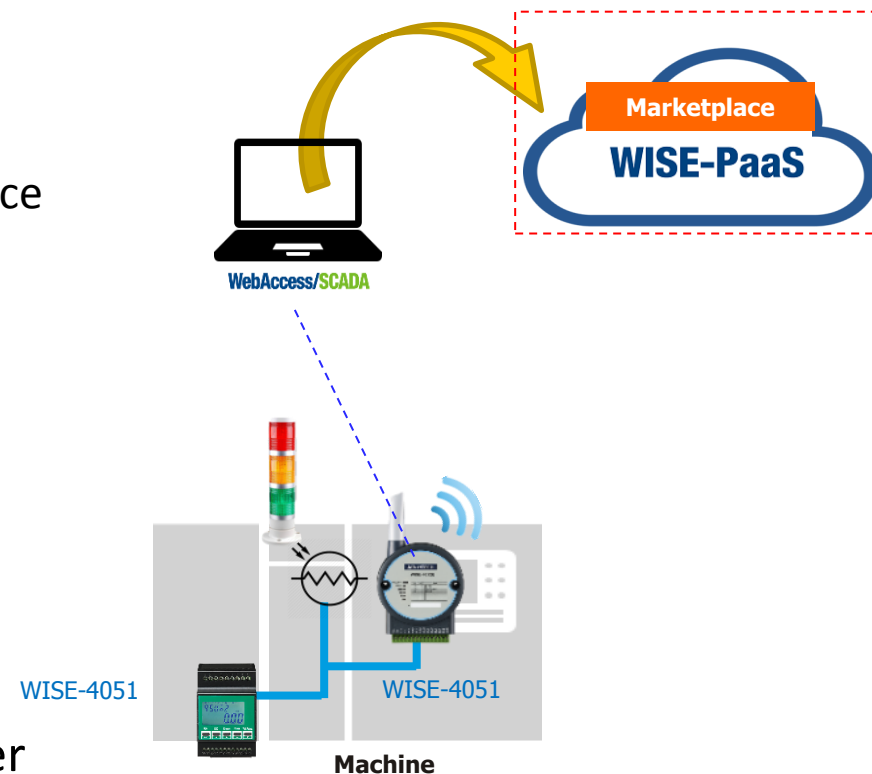 Marketplace
WISE-PaaS
ce
WebAccess/SCADA
WISE-4051
WISE-4051
er
Machine